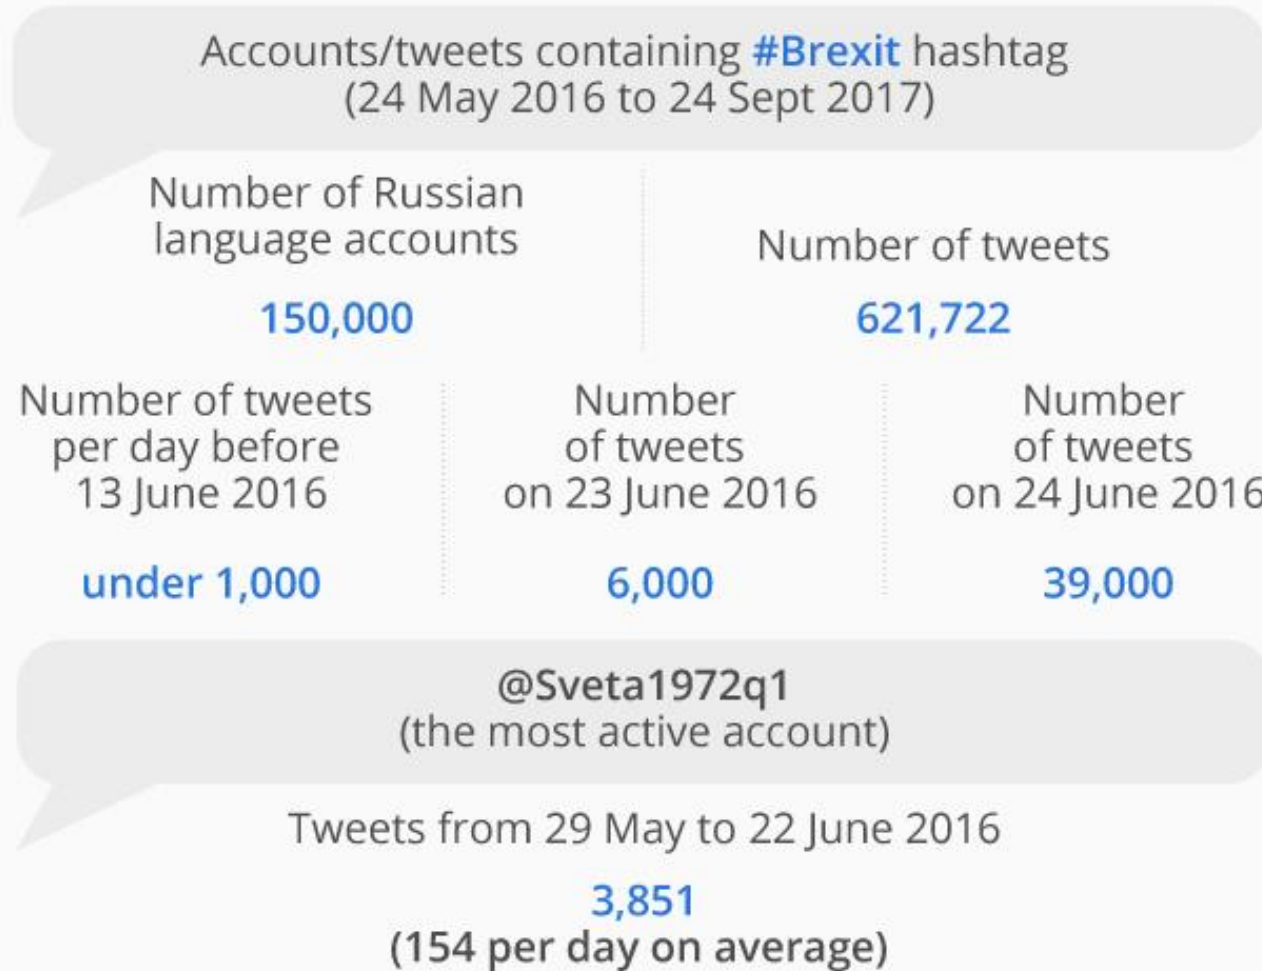 Accounts/tweets containing #Brexit hashtag
(24 May 2016 to 24 Sept 2017)
Number of Russian
language accounts
150,000
Number of tweets
621,722
Number of tweets
per day before
13 June 2016
under 1,000
Number
of tweets
on 23 June 2016
6,000
Number
of tweets
on 24 June 2016
39,000
@Sveta1972q1
(the most active account)
Tweets from 29 May to 22 June 2016
3,851
(154 per day on average)